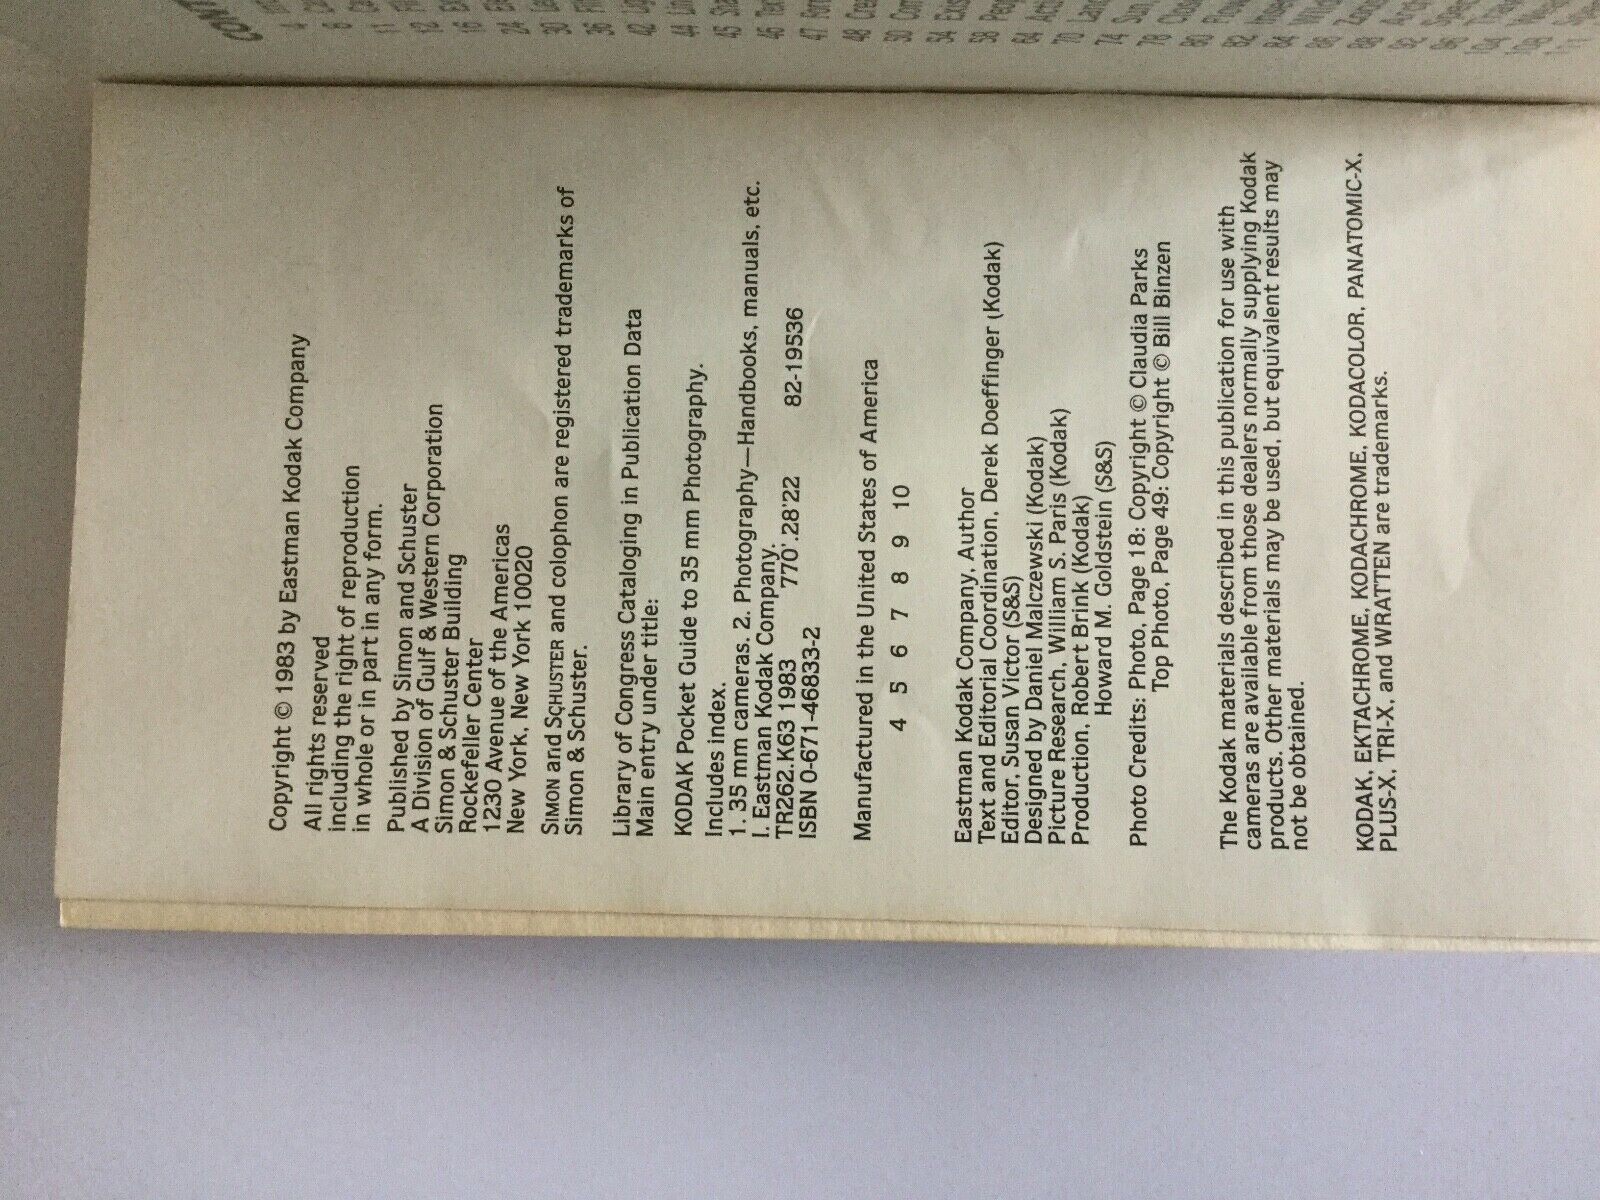 Copyright © 1983 by Eastman Kodak Company
All rights reserved
including the right of reproduction
in whole or in part in any form.
Published by Simon and Schuster
A Division of Gulf & Western Corporation
Simon & Schuster Building
Rockefeller Center
1230 Avenue of the Americas
New York, New York 10020
SIMON and SCHUSTER and colophon are registered trademarks of
Simon & Schuster.
Library of Congress Cataloging in Publication Data
Main entry under title:
KODAK Pocket Guide to 35 mm Photography.
Includes index.
1. 35 mm cameras. 2. Photography—Handbooks, manuals, etc.
I. Eastman Kodak Company.
TR262.K63 1983 770'.28'22 82-19536
ISBN 0-671-46833-2
Manufactured in the United States of America
4 5 6 7 8 9 10
Eastman Kodak Company, Author
Text and Editorial Coordination, Derek Doeffinger (Kodak)
Editor, Susan Victor (S&S)
Designed by Daniel Malczewski (Kodak)
Picture Research, William S. Paris (Kodak)
Production, Robert Brink (Kodak)
Howard M. Goldstein (S&S)
Photo Credits: Photo, Page 18: Copyright © Claudia Parks
Top Photo, Page 49: Copyright © Bill Binzen
The Kodak materials described in this publication for use with
cameras are available from those dealers normally supplying Kodak
products. Other materials may be used, but equivalent results may
not be obtained.
KODAK, EKTACHROME, KODACHROME, KODACOLOR, PANATOMIC-X,
PLUS-X, TRI-X, and WRATTEN are trademarks.